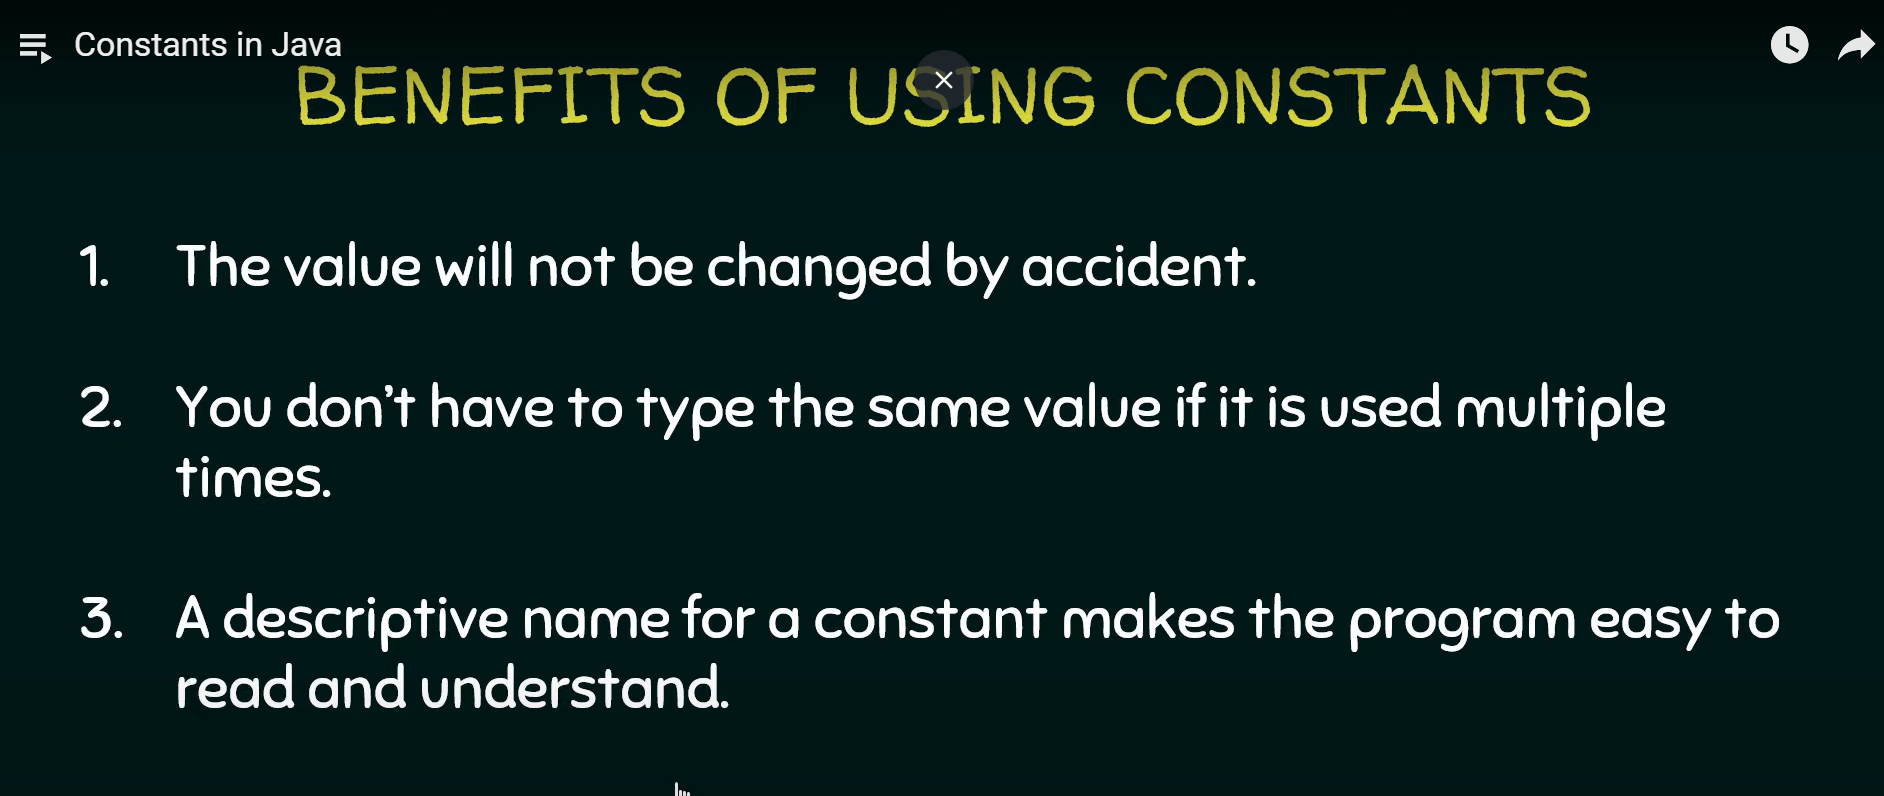 Constants in Java
BENEFITS OF USING CONSTANTS
1. The value will not be changed by accident.
2. You don't have to type the same value if it is used multiple
times.
3. A descriptive name for a constant makes the program easy to
read and understand.